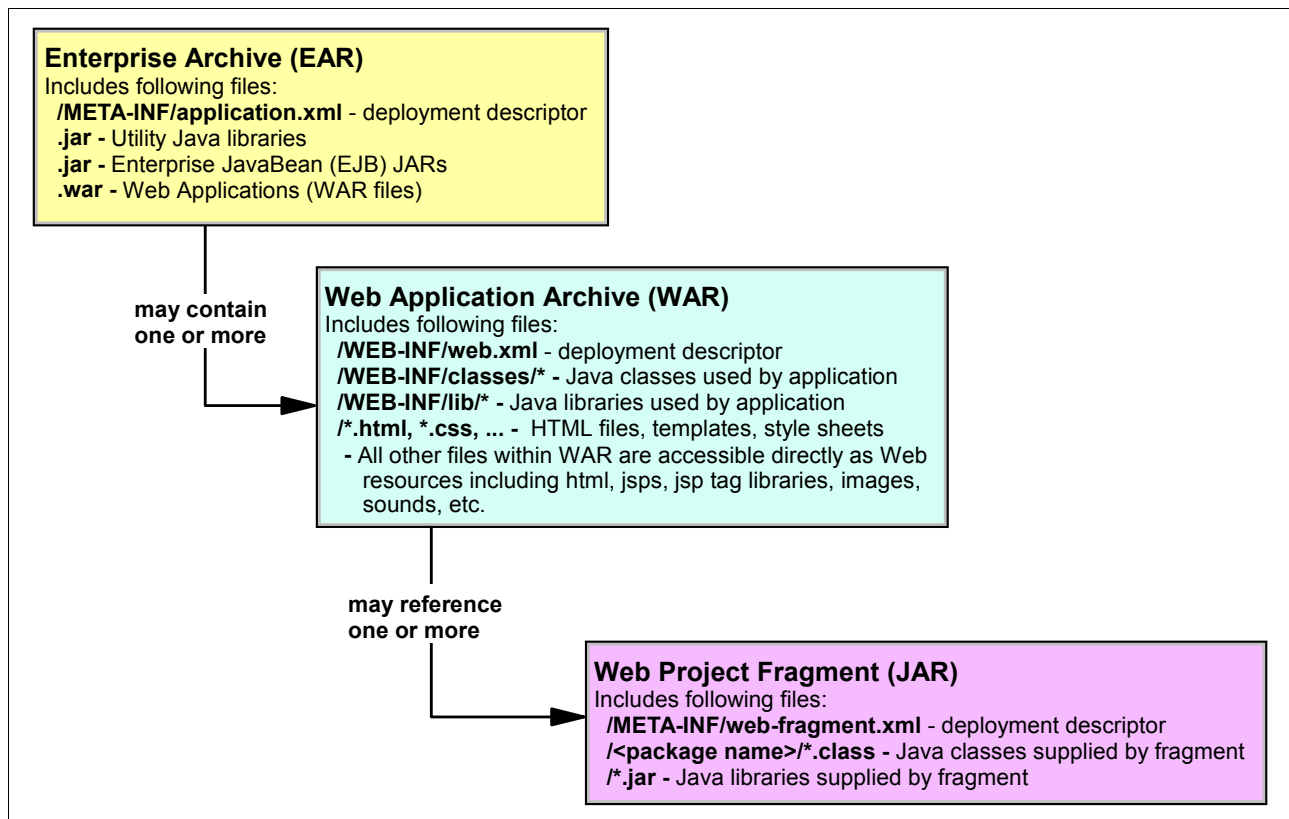 Enterprise Archive (EAR)
Includes following files:
/META-INF/application.xml - deployment descriptor
.jar - Utility Java libraries
.jar - Enterprise JavaBean (EJB) JARs
.war - Web Applications (WAR files)
may contain
one or more
Web Application Archive (WAR)
Includes following files:
/WEB-INF/web.xml - deployment descriptor
/WEB-INF/classes/* - Java classes used by application
/WEB-INF/lib/* - Java libraries used by application
/*.html, *.css, ... - HTML files, templates, style sheets
- All other files within WAR are accessible directly as Web
resources including html, jsps, jsp tag libraries, images,
sounds, etc.
may reference
one or more
Web Project Fragment (JAR)
Includes following files:
/META-INF/web-fragment.xml - deployment descriptor
/<package name>/*.class - Java classes supplied by fragment
/*.jar - Java libraries supplied by fragment